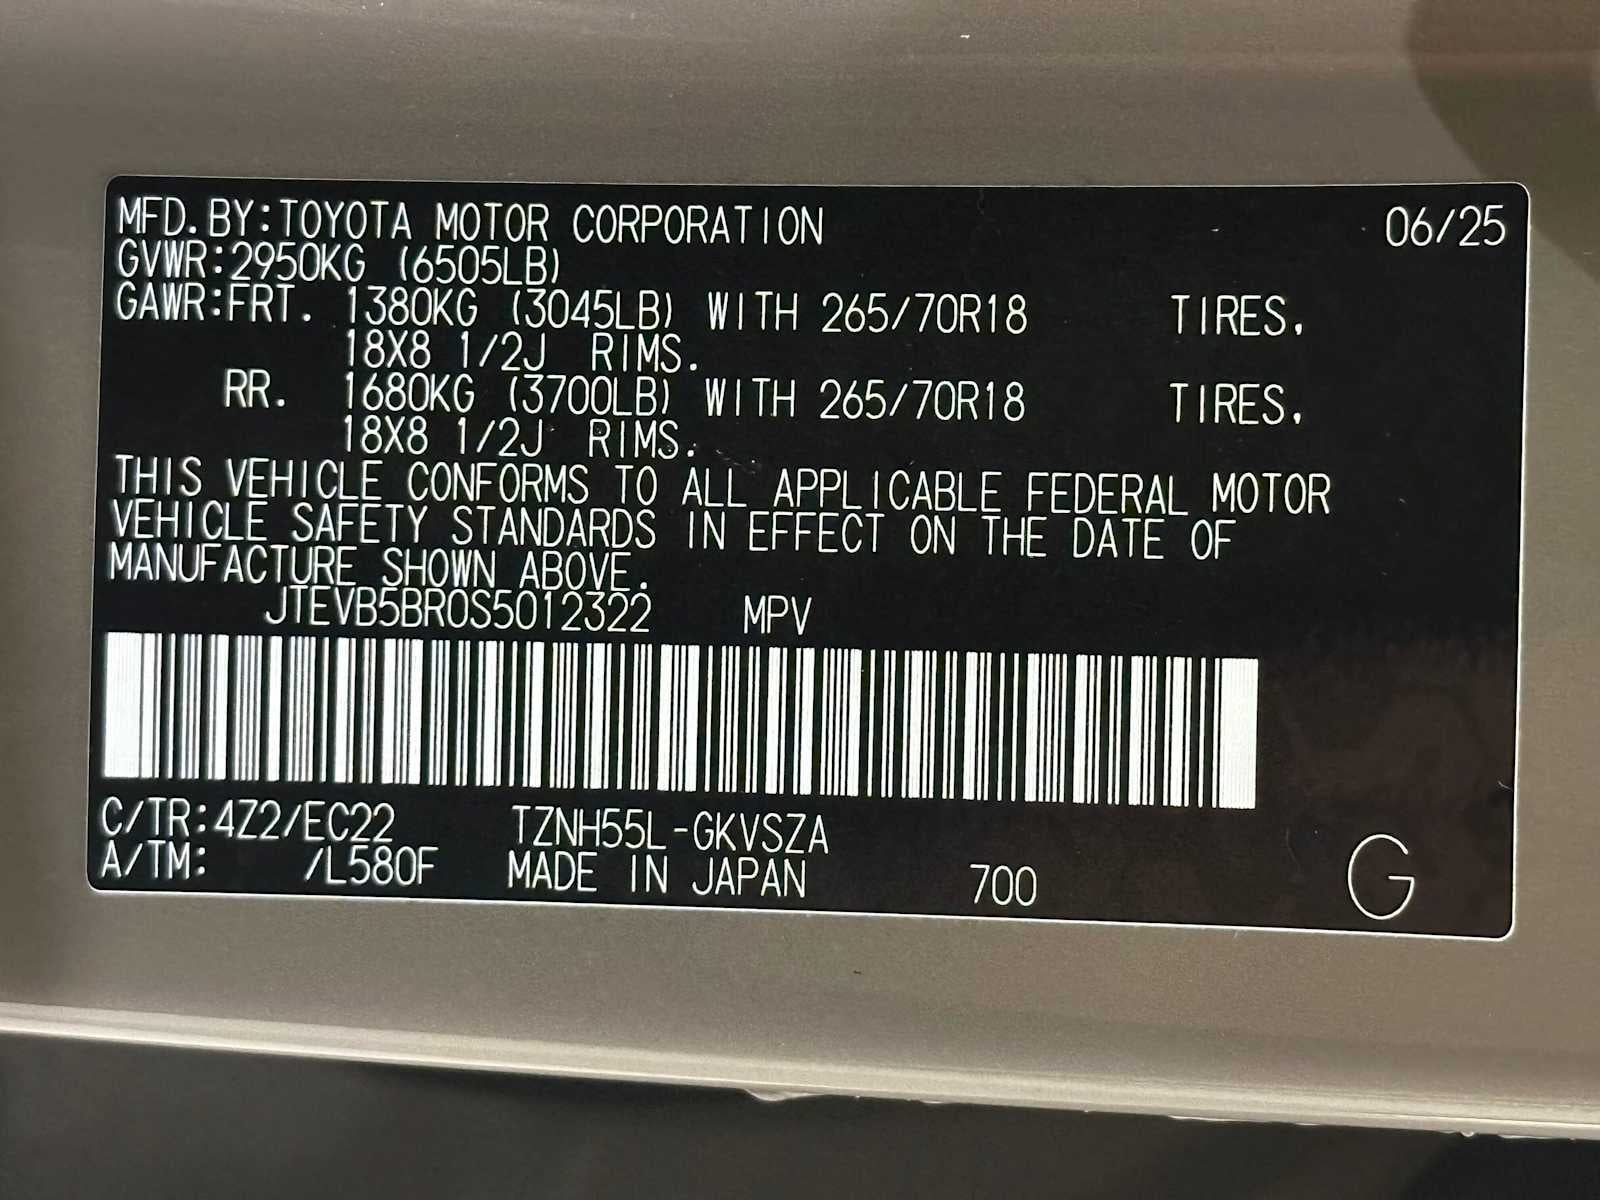 MFD.BY:TOYOTA MOTOR CORPORATION 06/25
GVWR:2950KG (6505LB)
GAWR:FRT. 1380KG (3045LB) WITH 265/70R18 TIRES.
18X8 1/2J RIMS.
RR. 1680KG (3700LB) WITH 265/70R18 TIRES.
18X8 1/2J RIMS.
THIS VEHICLE CONFORMS TO ALL APPLICABLE FEDERAL MOTOR
VEHICLE SAFETY STANDARDS IN EFFECT ON THE DATE OF
MANUFACTURE SHOWN ABOVE.
JTEVB5BR0S5012322 MPV
C/TR:4Z2/EC22 TZNH55L-GKVSZA
A/TM: /L580F MADE IN JAPAN 700 G